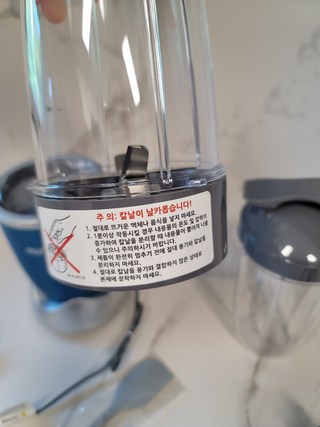 주 의: 칼날이 날카롭습니다!
1. 절대로 뜨거운 액체나 음식을 넣지 마세요.
2. 1분이상 작동시킬 경우 내용물의 온도 및 압력이
증가하여 칼날을 분리할 때 내용물이 뿜어져 나올
수 있으니 주의하시기 바랍니다.
3. 제품이 완전히 멈추기 전에 절대 용기와 칼날을
분리하지 마세요.
4. 절대로 칼날을 용기와 결합하지 않은 상태로
본체에 장착하지 마세요.